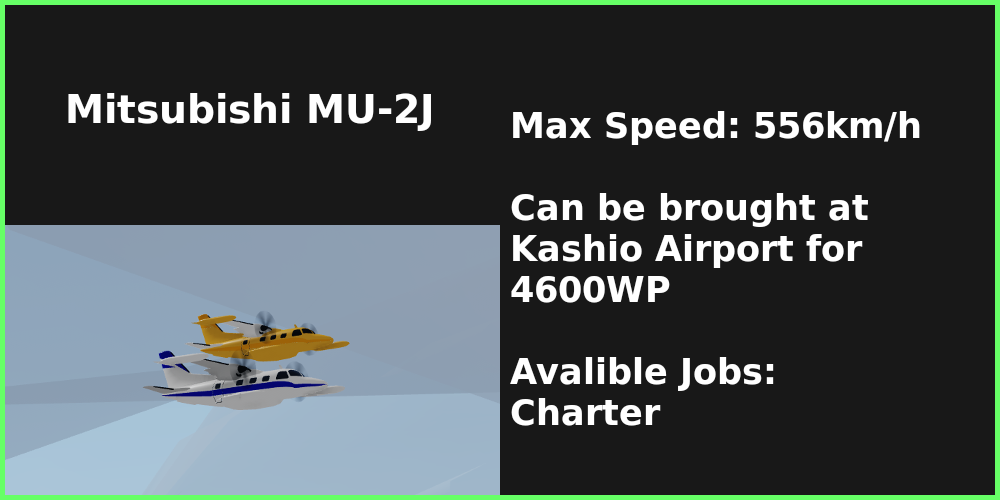 Mitsubishi MU-2J
Max Speed: 556km/h
Can be brought at
Kashio Airport for
4600WP
Avalible Jobs:
Charter